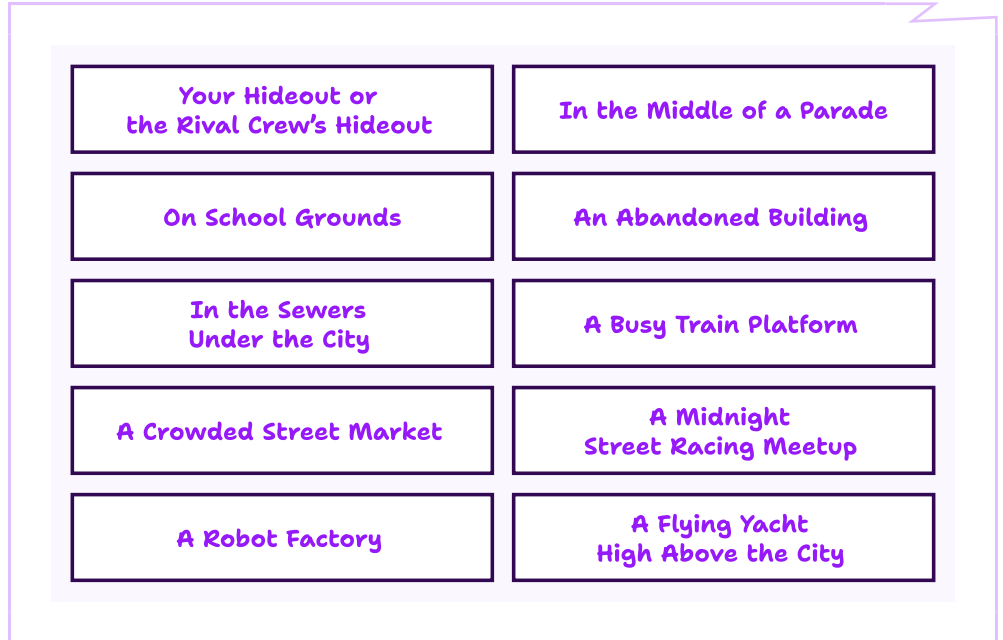 Your Hideout or
the Rival Crew's Hideout
In the Middle of a Parade
On School Grounds
An Abandoned Building
In the Sewers
Under the City
A Busy Train Platform
A Crowded Street Market
A Midnight
Street Racing Meetup
A Robot Factory
A Flying Yacht
High Above the City